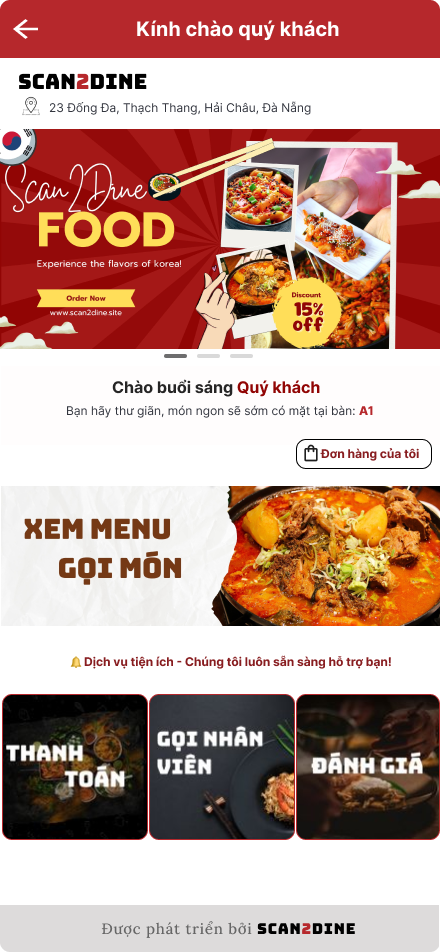 Kính chào quý khách
SCAN2DINE
23 Đống Đa, Thạch Thang, Hải Châu, Đà Nẵng
Scan2Dine
FOOD
Experience the flavors of korea!
Order Now
www.scan2dine.site
Discount
15%
off
Chào buổi sáng Quý khách
Bạn hãy thư giãn, món ngon sẽ sớm có mặt tại bàn: A1
Đơn hàng của tôi
XEM MENU
GỌI MÓN
Dịch vụ tiện ích - Chúng tôi luôn sẵn sàng hỗ trợ bạn!
THANH
TOÁN
GỌI NHÂN
VIÊN
ĐÁNH GIÁ
Được phát triển bởi SCAN2DINE